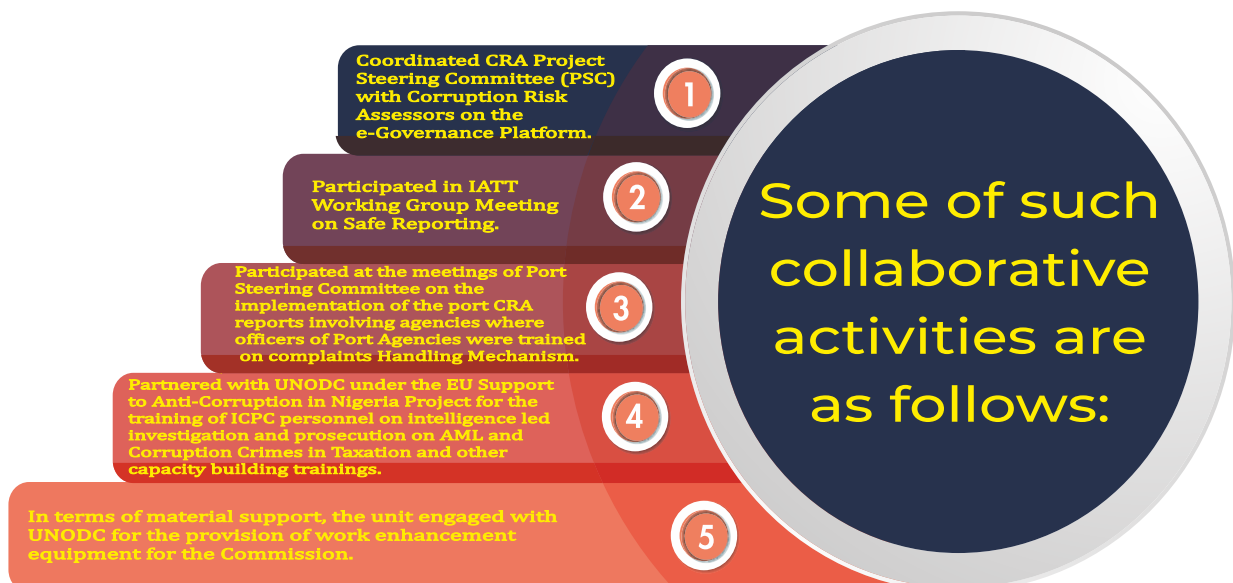 Coordinated CRA Project
Steering Committee (PSC)
with Corruption Risk
Assessors on the
e-Governance Platform.
1
Participated in IATT
Working Group Meeting
on Safe Reporting.
2
Participated at the meetings of Port
Steering Committee on the
implementation of the port CRA
reports involving agencies where
officers of Port Agencies were trained
on complaints Handling Mechanism.
3
Partnered with UNODC under the EU Support
to Anti-Corruption in Nigeria Project for the
training of ICPC personnel on intelligence led
investigation and prosecution on AML and
Corruption Crimes in Taxation and other
capacity building trainings.
4
In terms of material support, the unit engaged with
UNODC for the provision of work enhancement
equipment for the Commission.
5
Some of such
collaborative
activities are
as follows: